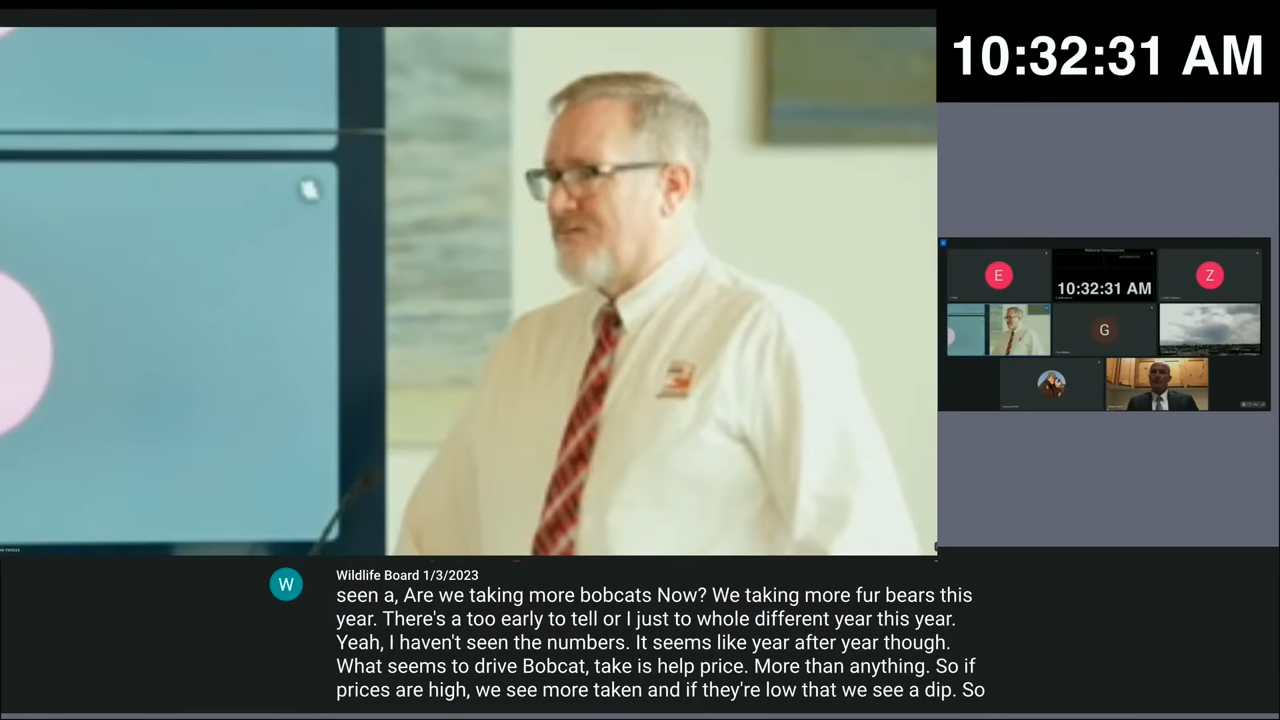 10:32:31 AM
E
10:32:31 AM
Z
G
W
Wildlife Board 1/3/2023
seen a, Are we taking more bobcats Now? We taking more fur bears this
year. There's a too early to tell or I just to whole different year this year.
Yeah, I haven't seen the numbers. It seems like year after year though.
What seems to drive Bobcat, take is help price. More than anything. So if
prices are high, we see more taken and if they're low that we see a dip. So